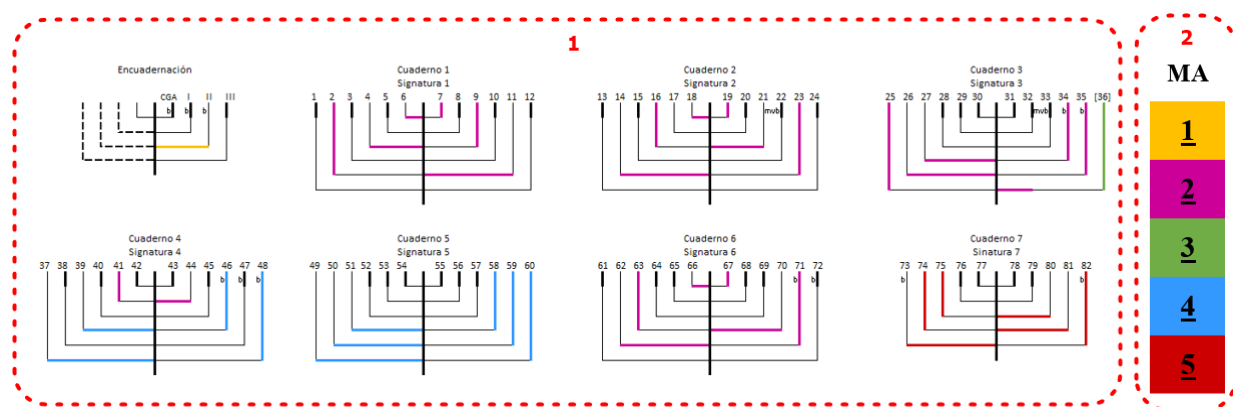 1
Encuadernación
CGA I II III
b b b
Cuaderno 1
Signatura 1
1 2 3 4 5 6 7 8 9 10 11 12
Cuaderno 2
Signatura 2
13 14 15 16 17 18 19 20 21 22 23 24
mvb
Cuaderno 3
Signatura 3
25 26 27 28 29 30 31 32 33 34 35 [36]
mvb b b
Cuaderno 4
Signatura 4
37 38 39 40 41 42 43 44 45 46 47 48
b b b
Cuaderno 5
Signatura 5
49 50 51 52 53 54 55 56 57 58 59 60
Cuaderno 6
Signatura 6
61 62 63 64 65 66 67 68 69 70 71 72
b b
Cuaderno 7
Sinatura 7
73 74 75 76 77 78 79 80 81 82
b b
2
MA
1
2
3
4
5